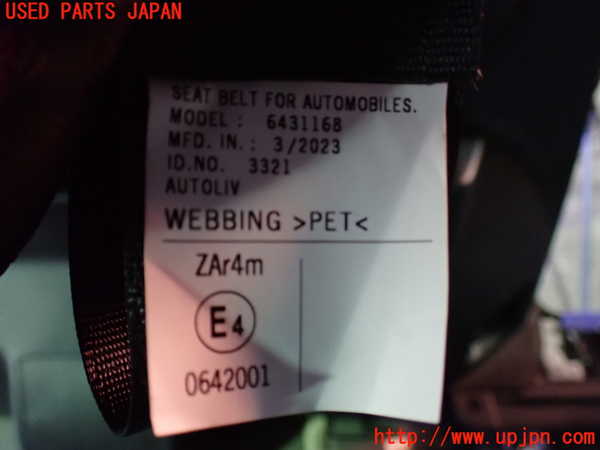 USED PARTS JAPAN
SEAT BELT FOR AUTOMOBILES.
MODEL : 6431168
MFD. IN. : 3/2023
ID.NO. 3321
AUTOLIV
WEBBING >PET<
ZAr4m
E4
0642001
http://www.upjpn.com/